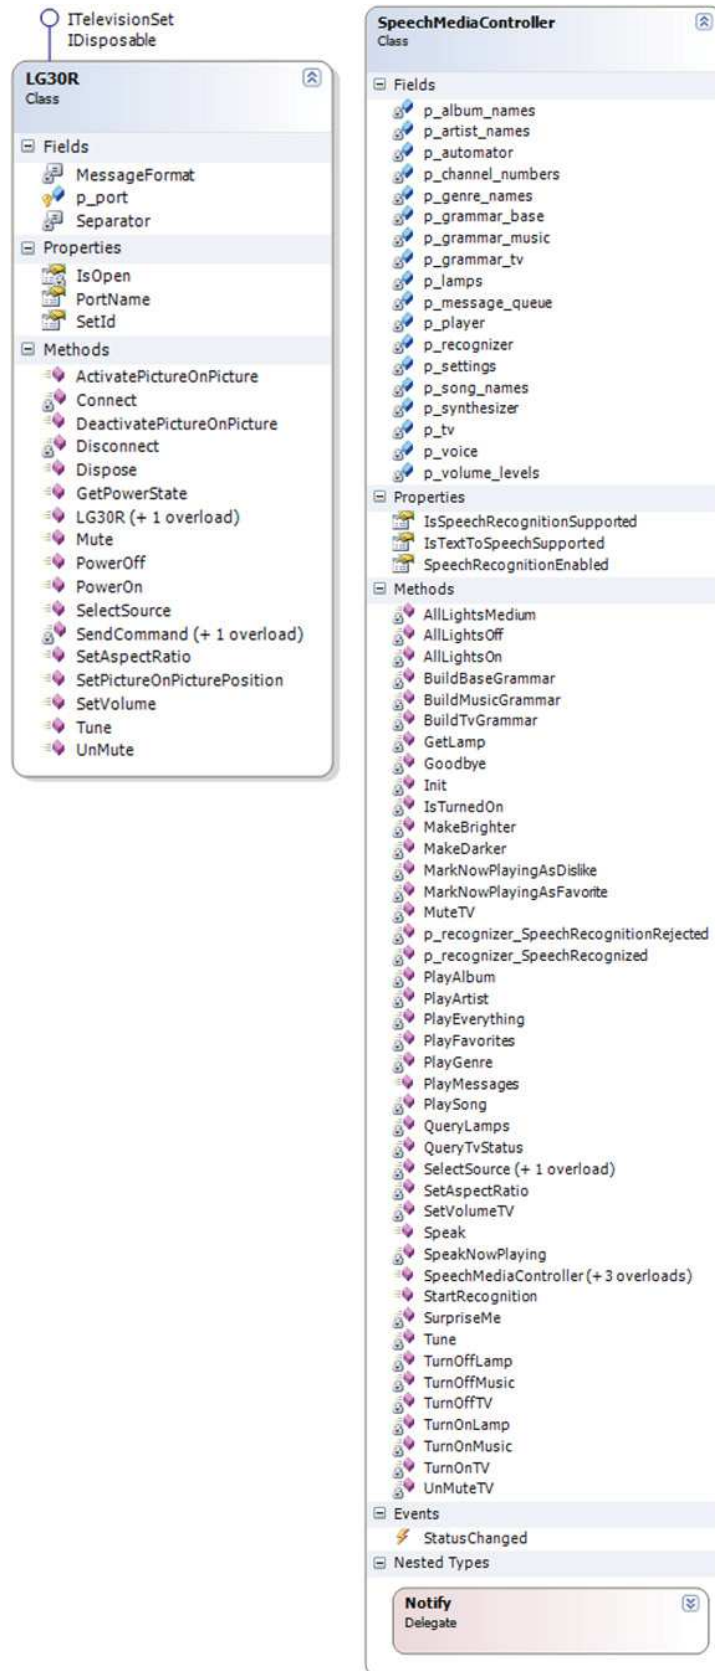 ITelevisionSet
IDisposable
LG30R
Class
Fields
MessageFormat
p_port
Separator
Properties
IsOpen
PortName
SetId
Methods
ActivatePictureOnPicture
Connect
DeactivatePictureOnPicture
Disconnect
Dispose
GetPowerState
LG30R (+ 1 overload)
Mute
PowerOff
PowerOn
SelectSource
SendCommand (+ 1 overload)
SetAspectRatio
SetPictureOnPicturePosition
SetVolume
Tune
UnMute
SpeechMediaController
Class
Fields
p_album_names
p_artist_names
p_automator
p_channel_numbers
p_genre_names
p_grammar_base
p_grammar_music
p_grammar_tv
p_lamps
p_message_queue
p_player
p_recognizer
p_settings
p_song_names
p_synthesizer
p_tv
p_voice
p_volume_levels
Properties
IsSpeechRecognitionSupported
IsTextToSpeechSupported
SpeechRecognitionEnabled
Methods
AllLightsMedium
AllLightsOff
AllLightsOn
BuildBaseGrammar
BuildMusicGrammar
BuildTvGrammar
GetLamp
Goodbye
Init
IsTurnedOn
MakeBrighter
MakeDarker
MarkNowPlayingAsDislike
MarkNowPlayingAsFavorite
MuteTV
p_recognizer_SpeechRecognitionRejected
p_recognizer_SpeechRecognized
PlayAlbum
PlayArtist
PlayEverything
PlayFavorites
PlayGenre
PlayMessages
PlaySong
QueryLamps
QueryTvStatus
SelectSource (+ 1 overload)
SetAspectRatio
SetVolumeTV
Speak
SpeakNowPlaying
SpeechMediaController (+ 3 overloads)
StartRecognition
SurpriseMe
Tune
TurnOffLamp
TurnOffMusic
TurnOffTV
TurnOnLamp
TurnOnMusic
TurnOnTV
UnMuteTV
Events
StatusChanged
Nested Types
Notify
Delegate